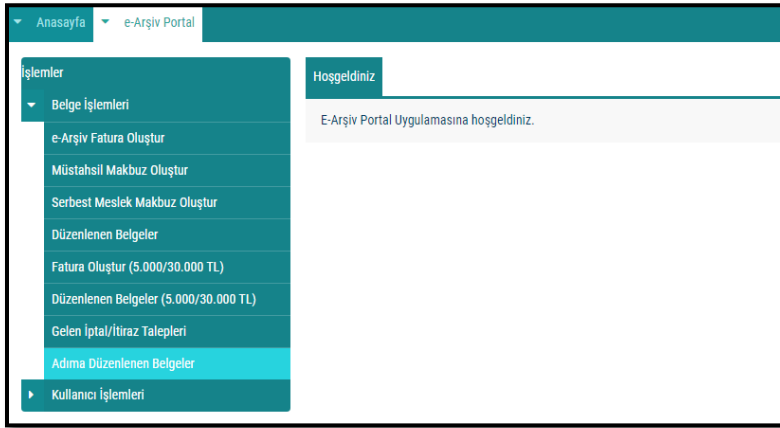 Anasayfa e-Arşiv Portal
İşlemler
Belge İşlemleri
e-Arşiv Fatura Oluştur
Müstahsil Makbuz Oluştur
Serbest Meslek Makbuz Oluştur
Düzenlenen Belgeler
Fatura Oluştur (5.000/30.000 TL)
Düzenlenen Belgeler (5.000/30.000 TL)
Gelen İptal/İtiraz Talepleri
Adıma Düzenlenen Belgeler
Kullanıcı İşlemleri
Hoşgeldiniz
E-Arşiv Portal Uygulamasına hoşgeldiniz.